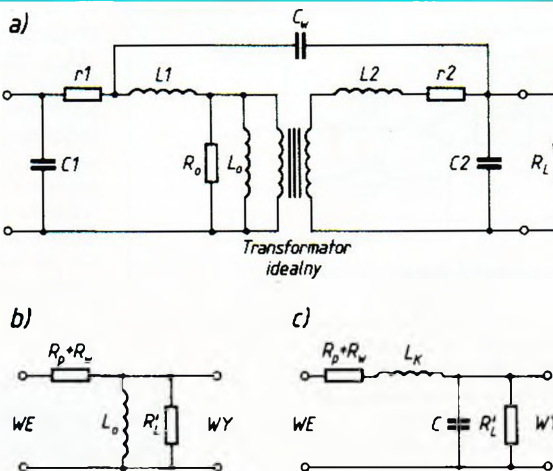 a)
C_w
r1
L1
L2
r2
C1
R_o
L_o
C2
R_L
Transformator
idealny
b)
c)
R_p+R_w
L_K
R_p+R_w
WE
L_o
R'_L
WY
WE
C
R'_L
WY